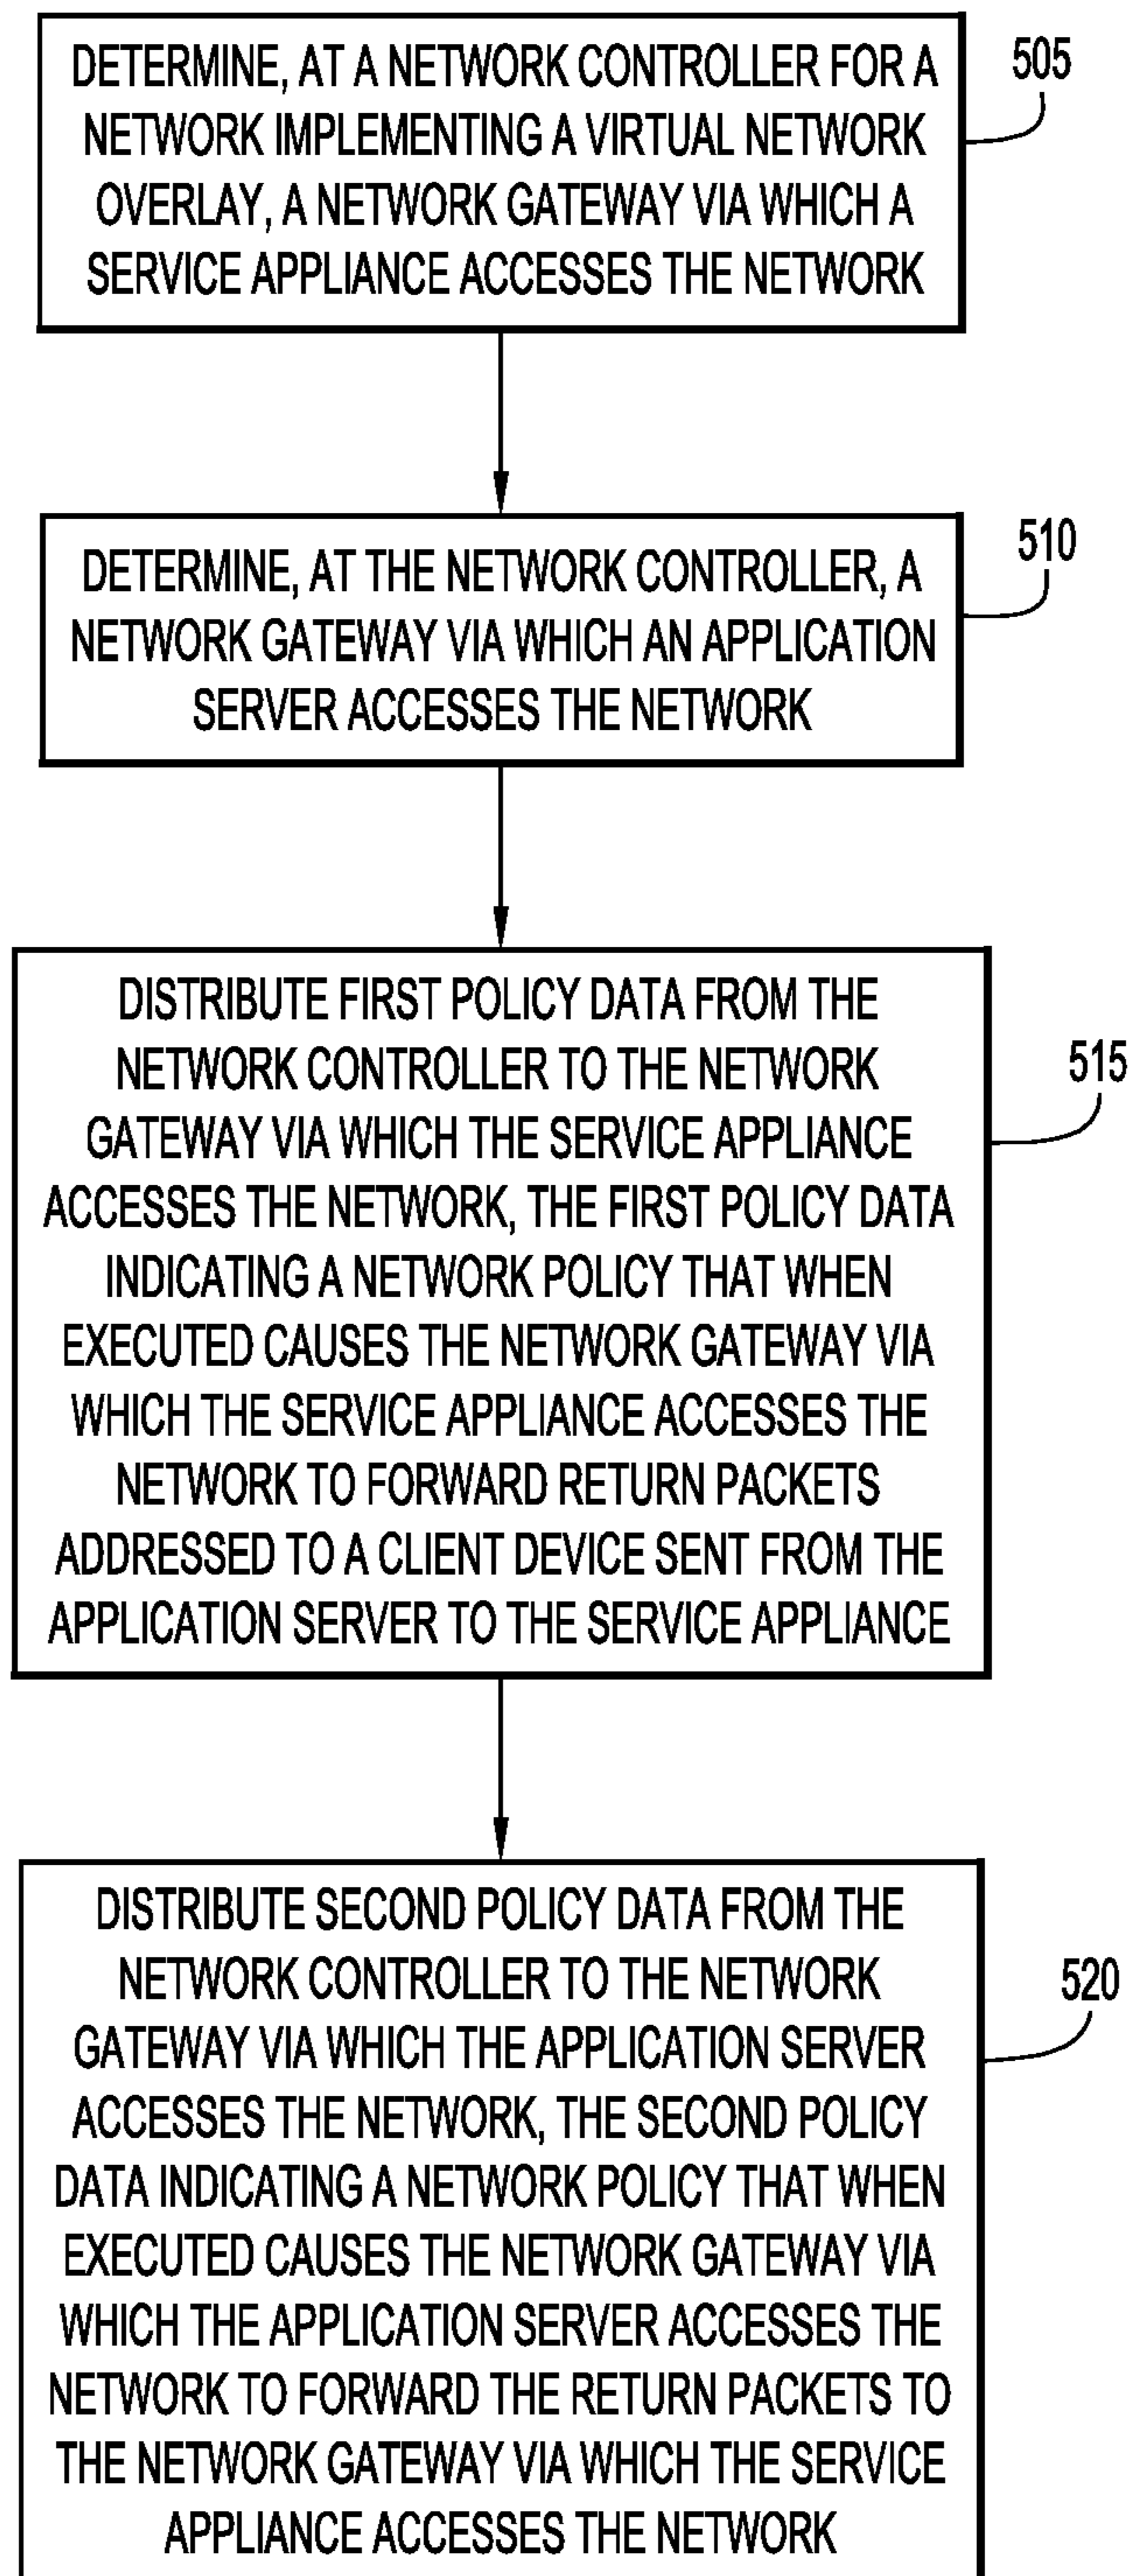 DETERMINE, AT A NETWORK CONTROLLER FOR A
NETWORK IMPLEMENTING A VIRTUAL NETWORK
OVERLAY, A NETWORK GATEWAY VIA WHICH A
SERVICE APPLIANCE ACCESSES THE NETWORK
505
DETERMINE, AT THE NETWORK CONTROLLER, A
NETWORK GATEWAY VIA WHICH AN APPLICATION
SERVER ACCESSES THE NETWORK
510
DISTRIBUTE FIRST POLICY DATA FROM THE
NETWORK CONTROLLER TO THE NETWORK
GATEWAY VIA WHICH THE SERVICE APPLIANCE
ACCESSES THE NETWORK, THE FIRST POLICY DATA
INDICATING A NETWORK POLICY THAT WHEN
EXECUTED CAUSES THE NETWORK GATEWAY VIA
WHICH THE SERVICE APPLIANCE ACCESSES THE
NETWORK TO FORWARD RETURN PACKETS
ADDRESSED TO A CLIENT DEVICE SENT FROM THE
APPLICATION SERVER TO THE SERVICE APPLIANCE
515
DISTRIBUTE SECOND POLICY DATA FROM THE
NETWORK CONTROLLER TO THE NETWORK
GATEWAY VIA WHICH THE APPLICATION SERVER
ACCESSES THE NETWORK, THE SECOND POLICY
DATA INDICATING A NETWORK POLICY THAT WHEN
EXECUTED CAUSES THE NETWORK GATEWAY VIA
WHICH THE APPLICATION SERVER ACCESSES THE
NETWORK TO FORWARD THE RETURN PACKETS TO
THE NETWORK GATEWAY VIA WHICH THE SERVICE
APPLIANCE ACCESSES THE NETWORK
520